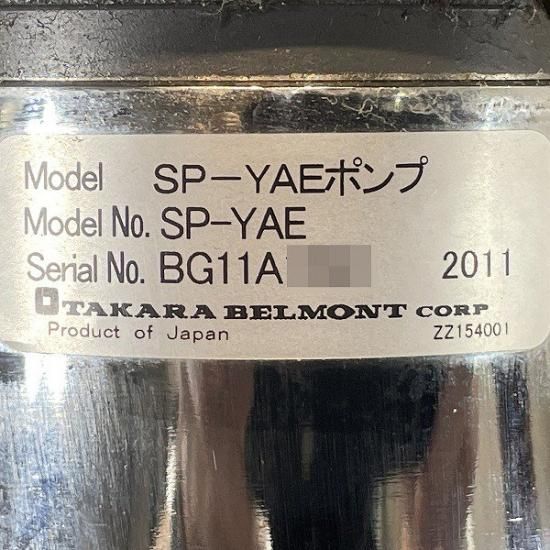 Model SP-YAEポンプ
Model No. SP-YAE
Serial No. BG11A 2011
TAKARA BELMONT CORP
Product of Japan ZZ154001